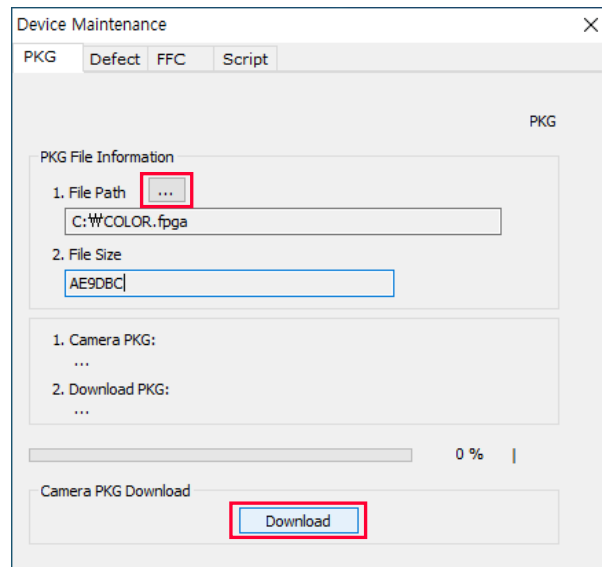 Device Maintenance
PKG Defect FFC Script
PKG
PKG File Information
1. File Path ...
C:₩COLOR.fpga
2. File Size
AE9DBC
1. Camera PKG:
...
2. Download PKG:
...
0 %
Camera PKG Download
Download